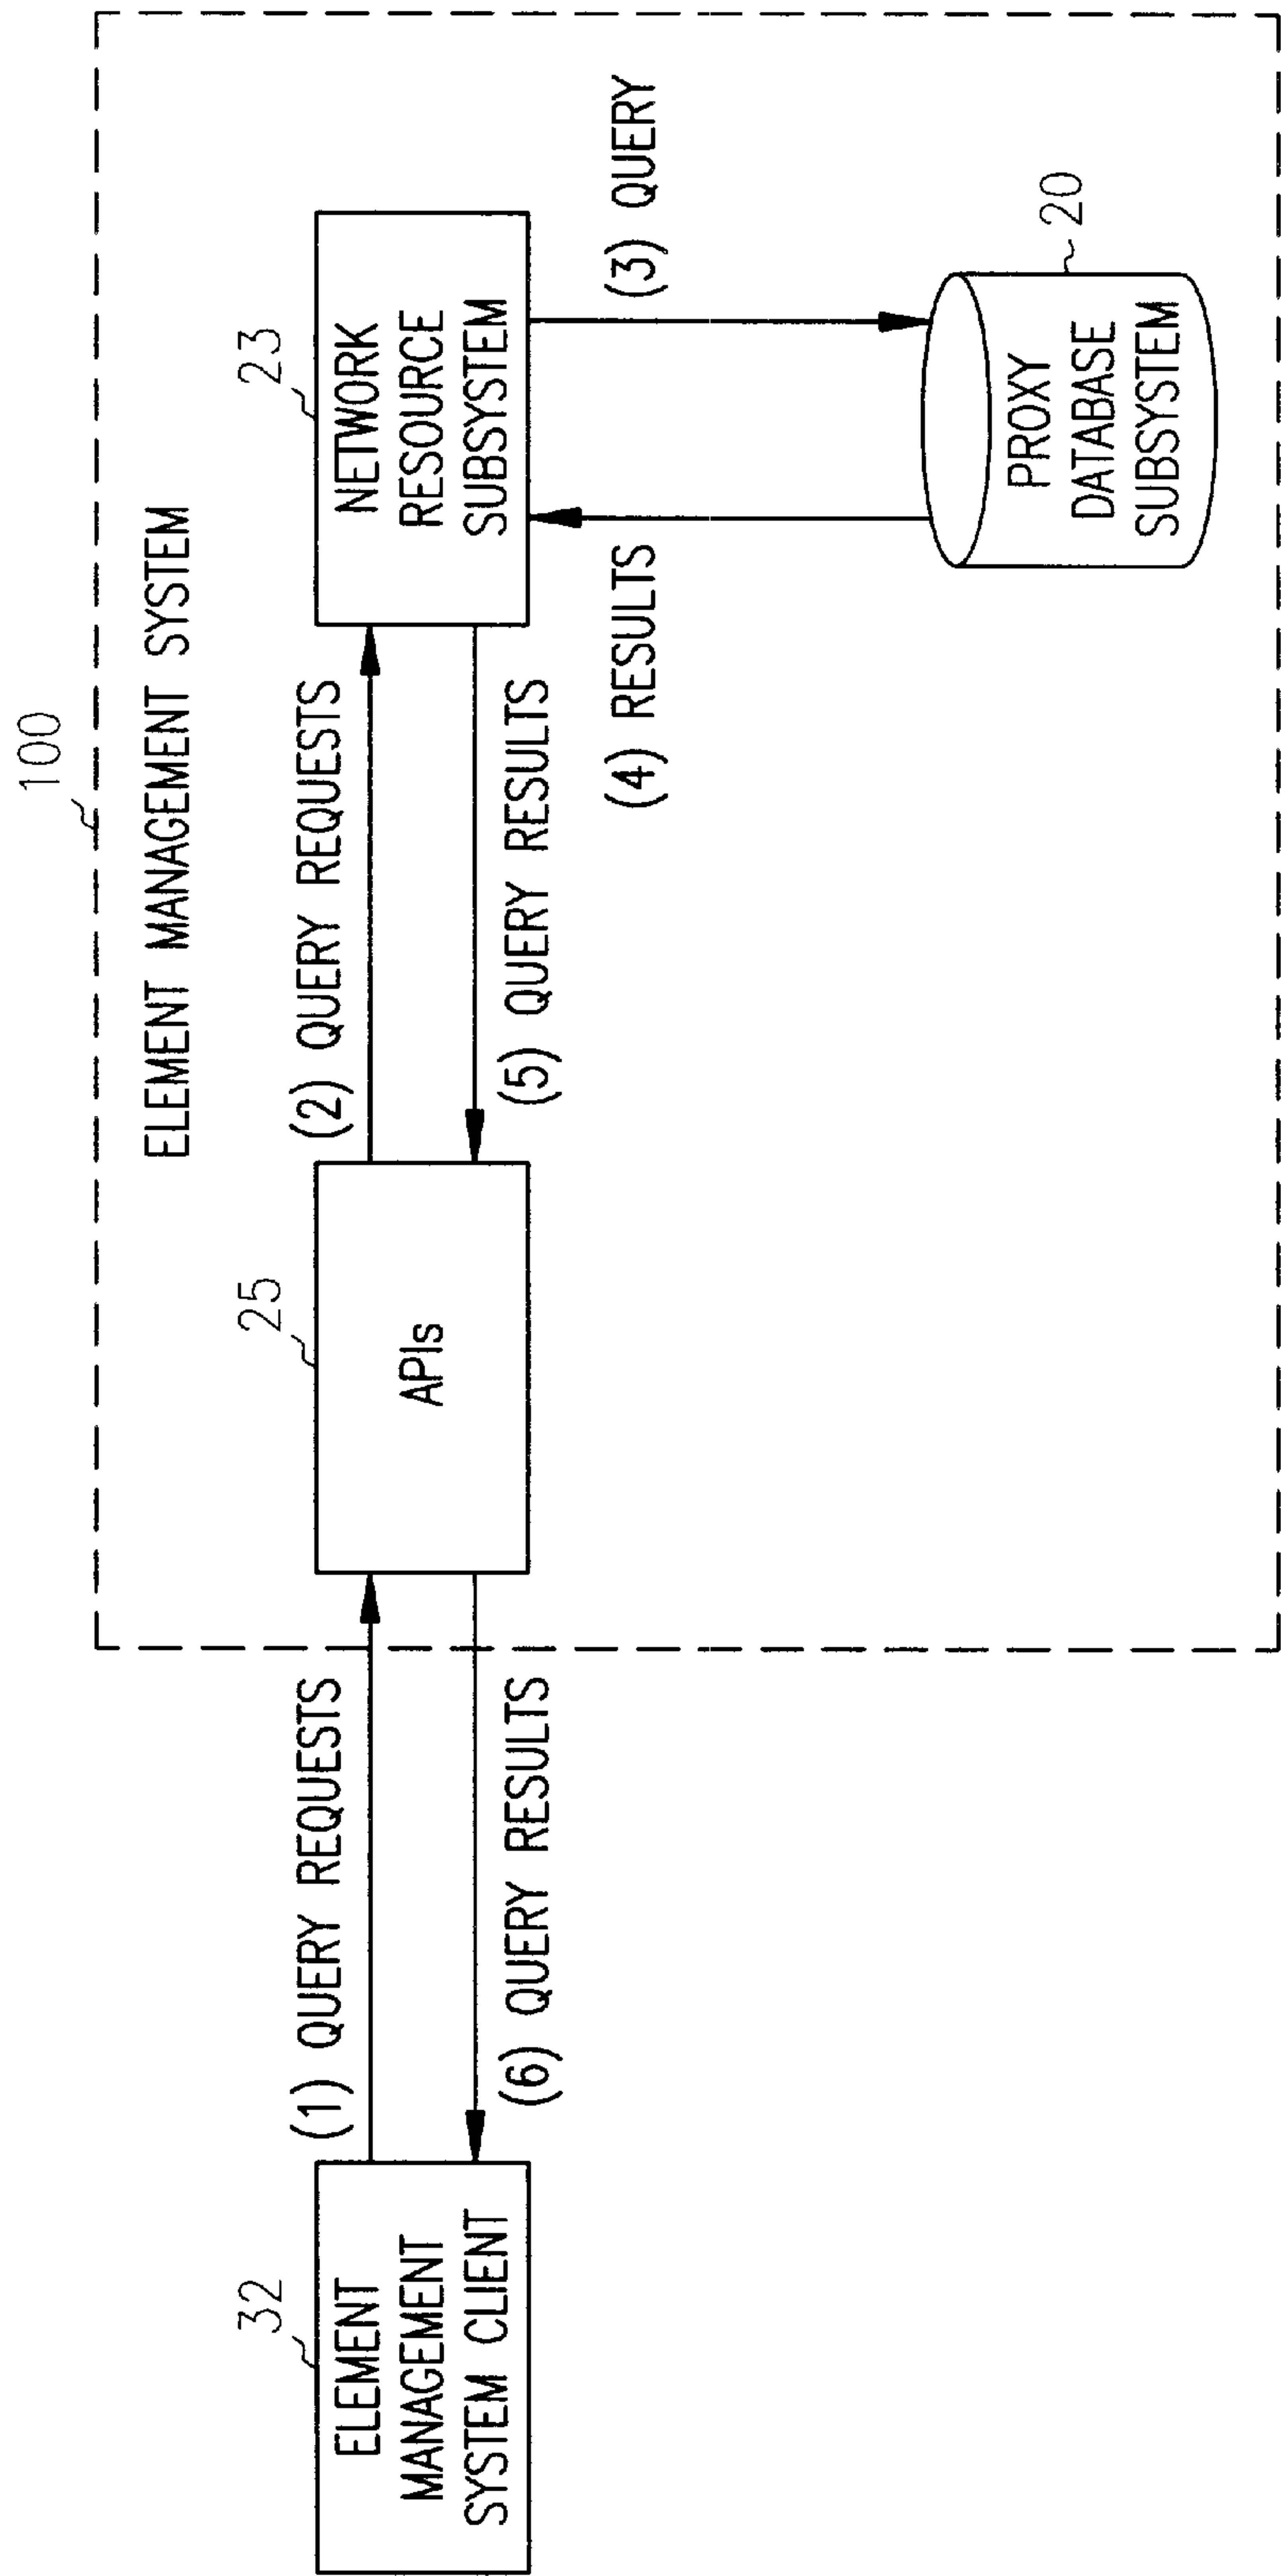 100
ELEMENT MANAGEMENT SYSTEM
32
ELEMENT
MANAGEMENT
SYSTEM CLIENT
(1) QUERY REQUESTS
(6) QUERY RESULTS
25
APIs
(2) QUERY REQUESTS
(5) QUERY RESULTS
23
NETWORK
RESOURCE
SUBSYSTEM
(4) RESULTS
(3) QUERY
20
PROXY
DATABASE
SUBSYSTEM